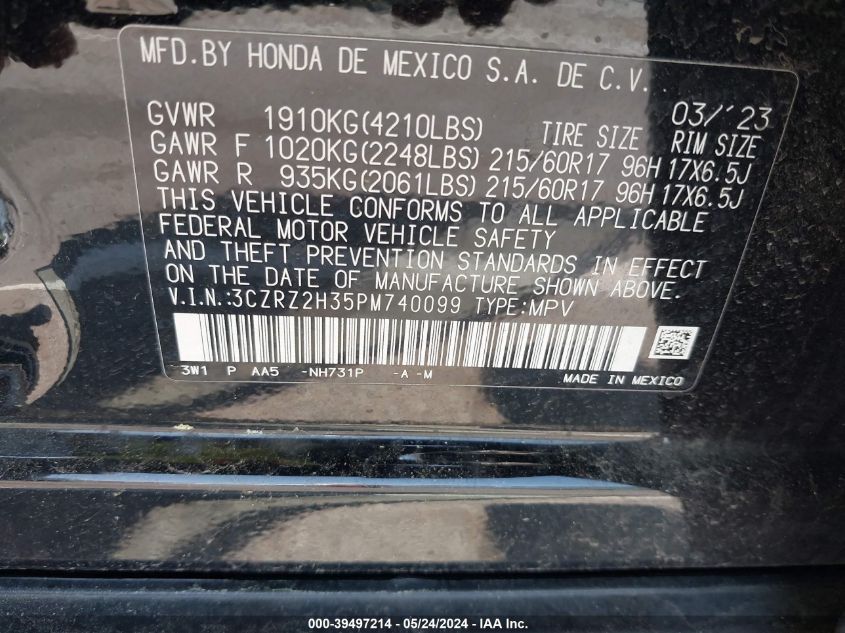 MFD.BY HONDA DE MEXICO S.A. DE C.V.
03/'23
GVWR 1910KG(4210LBS) TIRE SIZE RIM SIZE
GAWR F 1020KG(2248LBS) 215/60R17 96H 17X6.5J
GAWR R 935KG(2061LBS) 215/60R17 96H 17X6.5J
THIS VEHICLE CONFORMS TO ALL APPLICABLE
FEDERAL MOTOR VEHICLE SAFETY
AND THEFT PREVENTION STANDARDS IN EFFECT
ON THE DATE OF MANUFACTURE SHOWN ABOVE.
V.I.N.:3CZRZ2H35PM740099 TYPE:MPV
3W1 P AA5 -NH731P -A -M
MADE IN MEXICO
000-39497214 - 05/24/2024 - IAA Inc.